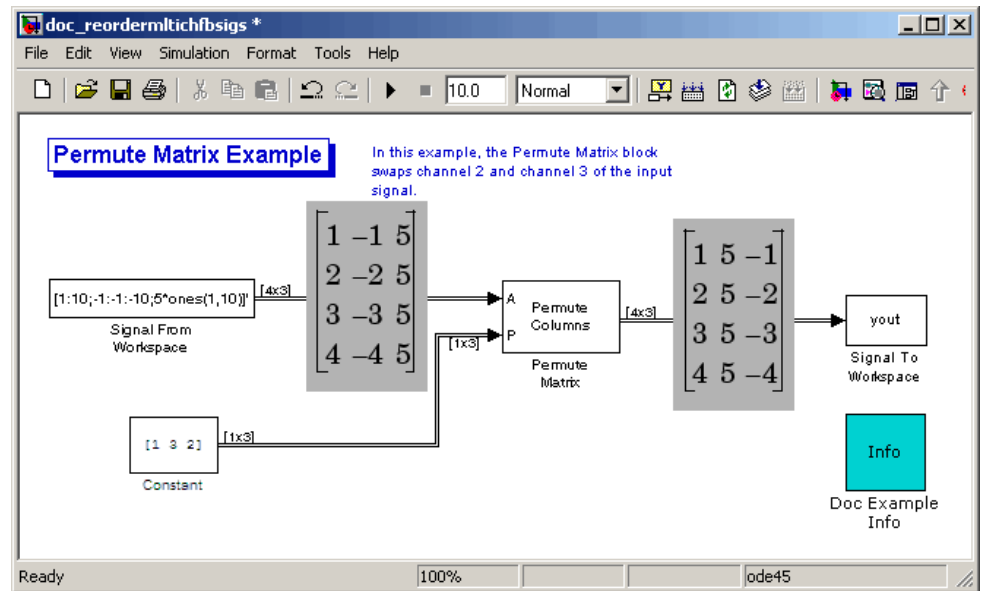 doc_reordermltichfbsigs *
File Edit View Simulation Format Tools Help
10.0 Normal
Permute Matrix Example
In this example, the Permute Matrix block
swaps channel 2 and channel 3 of the input
signal.
[1:10;-1:-1:-10;5*ones(1,10)]'
Signal From
Workspace
[4x3]
1 –1 5
2 –2 5
3 –3 5
4 –4 5
A
P
Permute
Columns
Permute
Matrix
[1x3]
[4x3]
1 5 –1
2 5 –2
3 5 –3
4 5 –4
yout
Signal To
Workspace
[1 3 2]
[1x3]
Constant
Info
Doc Example
Info
Ready 100% ode45